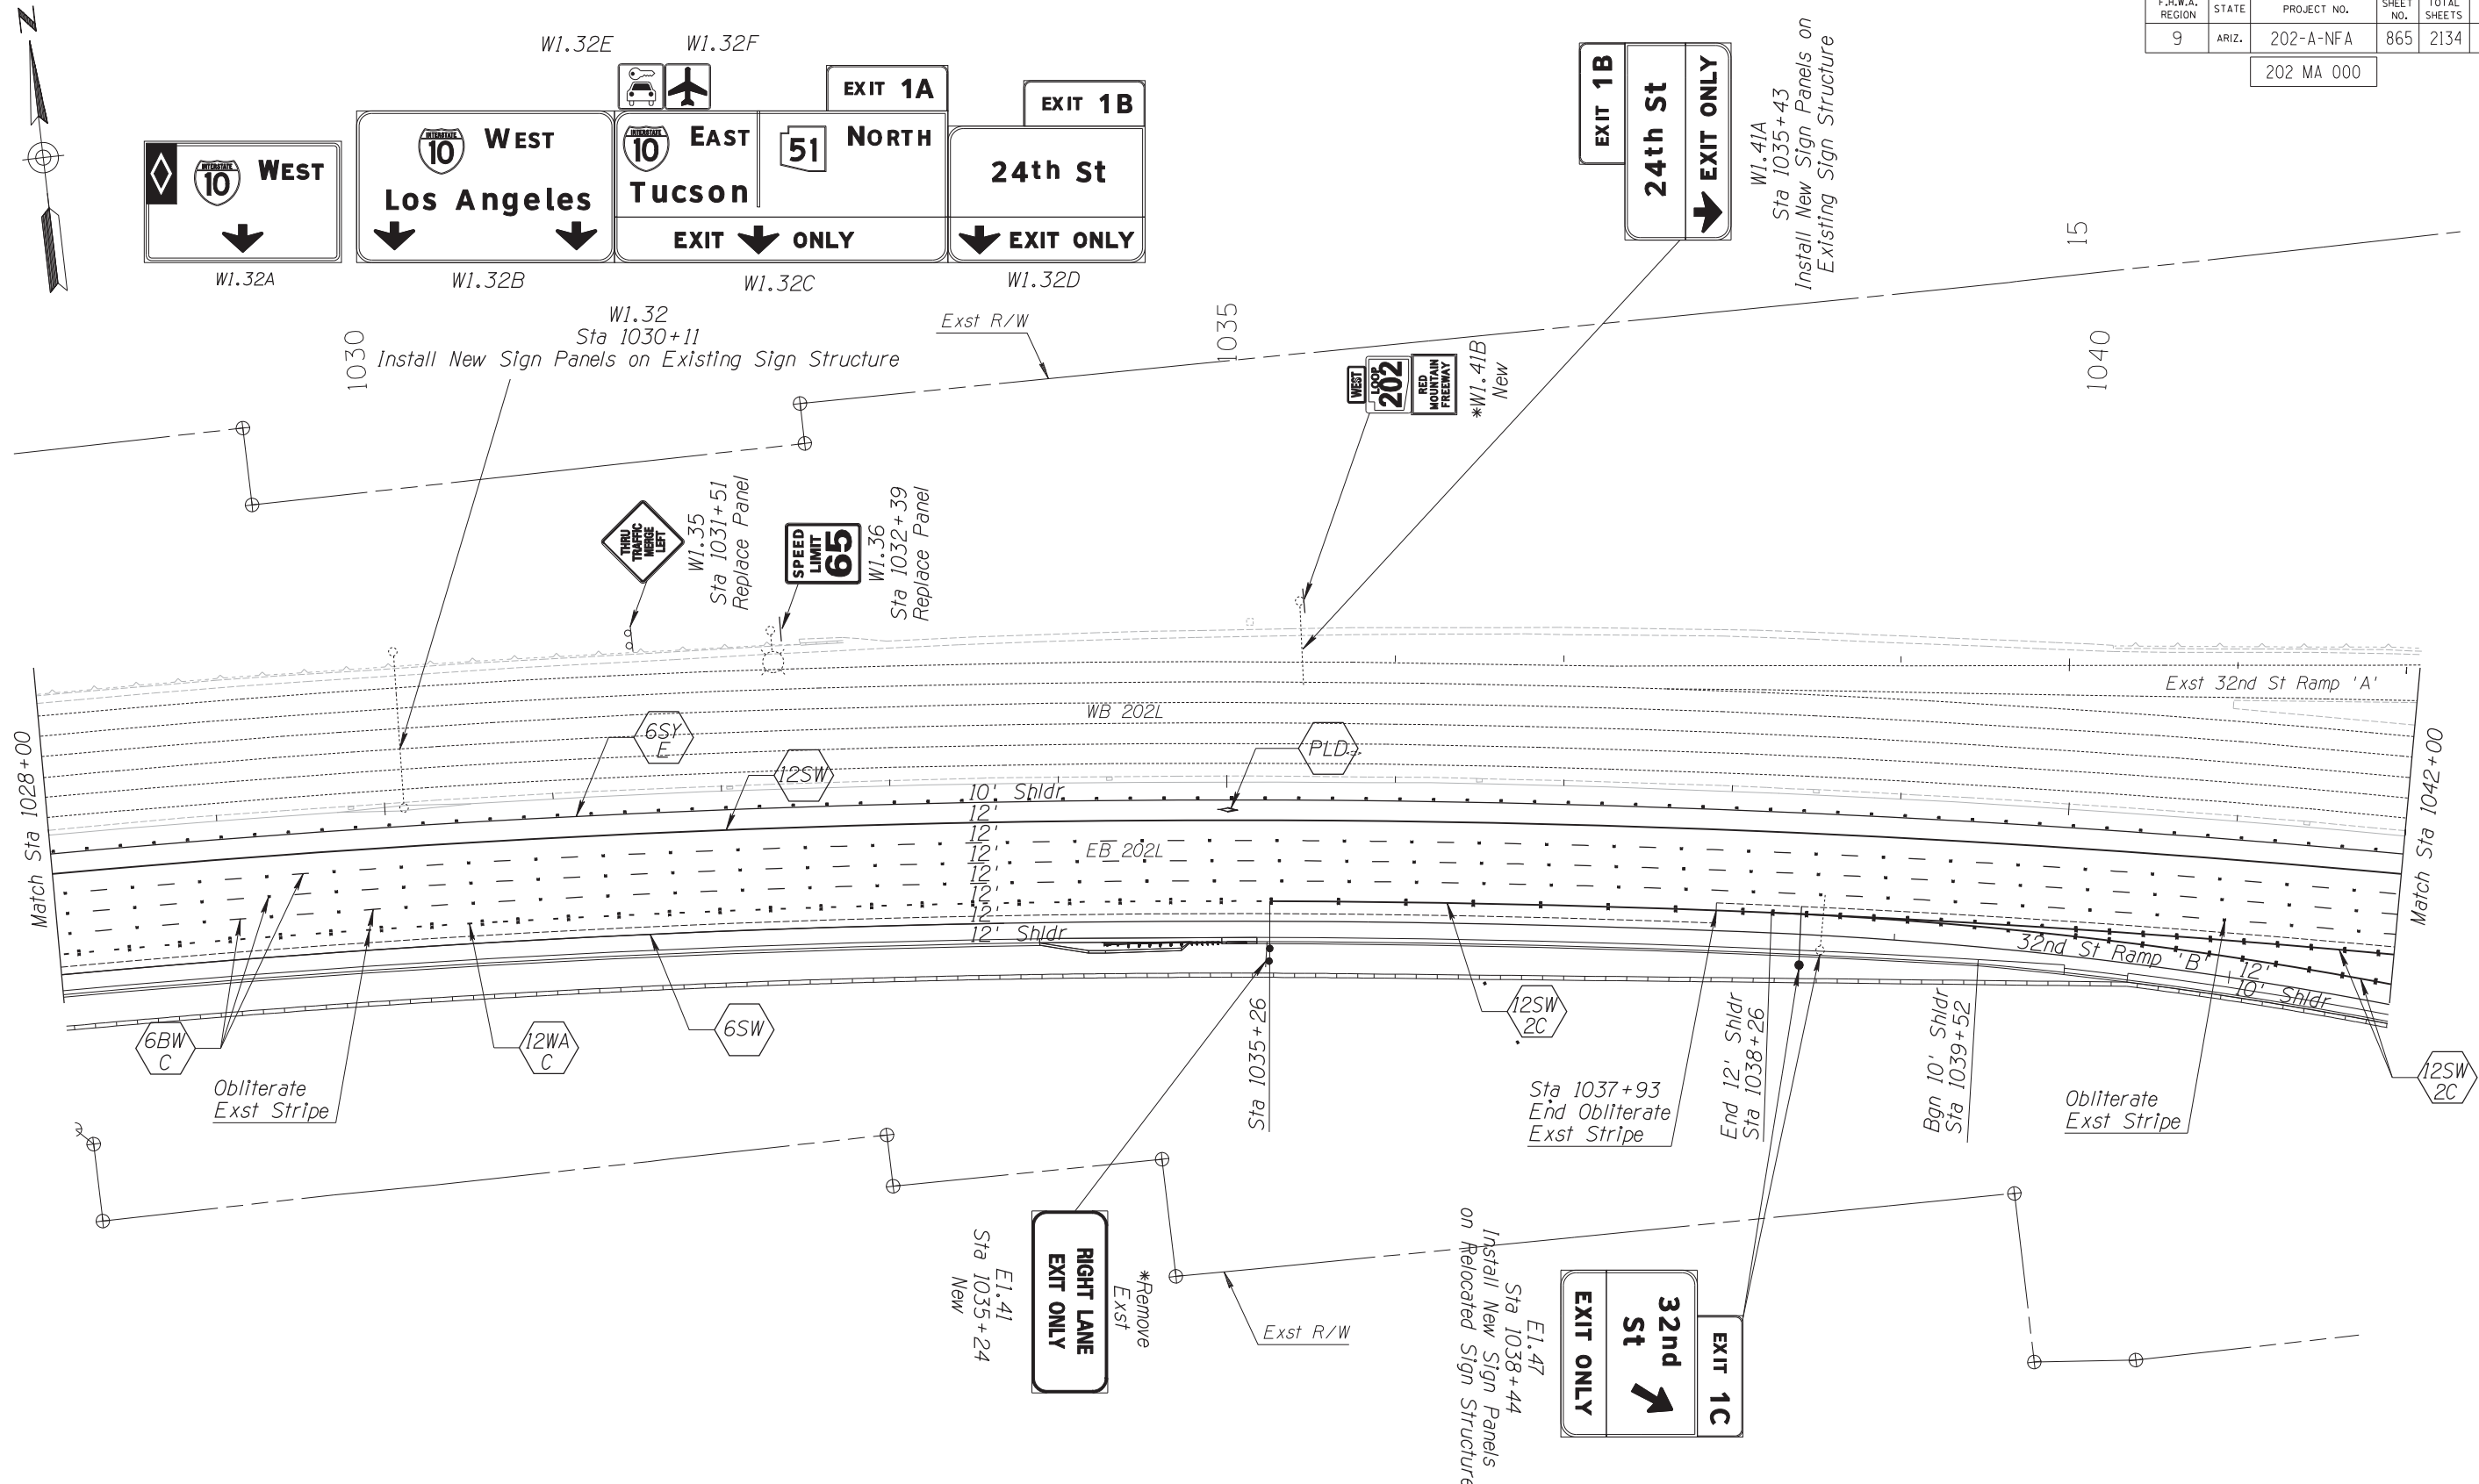 N
F.H.W.A. REGION
STATE
PROJECT NO.
SHEET NO.
TOTAL SHEETS
9
ARIZ.
202-A-NFA
865
2134
202 MA 000
W1.32E
W1.32F
INTERSTATE
10
WEST
W1.32A
INTERSTATE
10
WEST
Los Angeles
W1.32B
EXIT 1A
INTERSTATE
10
EAST
Tucson
51
NORTH
EXIT ONLY
W1.32C
EXIT 1B
24th St
EXIT ONLY
W1.32D
W1.32
Sta 1030+11
Install New Sign Panels on Existing Sign Structure
EXIT 1B
24th St
EXIT ONLY
W1.41A
Sta 1035+43
Install New Sign Panels on
Existing Sign Structure
15
1030
1035
1040
Exst R/W
WEST
LOOP
202
RED
MOUNTAIN
FREEWAY
*W1.41B
New
THRU
TRAFFIC
MERGE
LEFT
W1.35
Sta 1031+51
Replace Panel
SPEED
LIMIT
65
W1.36
Sta 1032+39
Replace Panel
Exst 32nd St Ramp 'A'
WB 202L
Match Sta 1028+00
Match Sta 1042+00
6SY
E
12SW
PLD
10' Shldr
12'
12'
12'
12'
12'
12'
12' Shldr
EB 202L
32nd St Ramp 'B'
12'
10' Shldr
6BW
C
Obliterate
Exst Stripe
12WA
C
6SW
Sta 1035+26
12SW
2C
Sta 1037+93
End Obliterate
Exst Stripe
End 12' Shldr
Sta 1038+26
Bgn 10' Shldr
Sta 1039+52
Obliterate
Exst Stripe
12SW
2C
RIGHT LANE
EXIT ONLY
*Remove
Exst
E1.41
Sta 1035+24
New
Exst R/W
E1.47
Sta 1038+44
Install New Sign Panels
on Relocated Sign Structure
EXIT 1C
32nd
St
EXIT ONLY